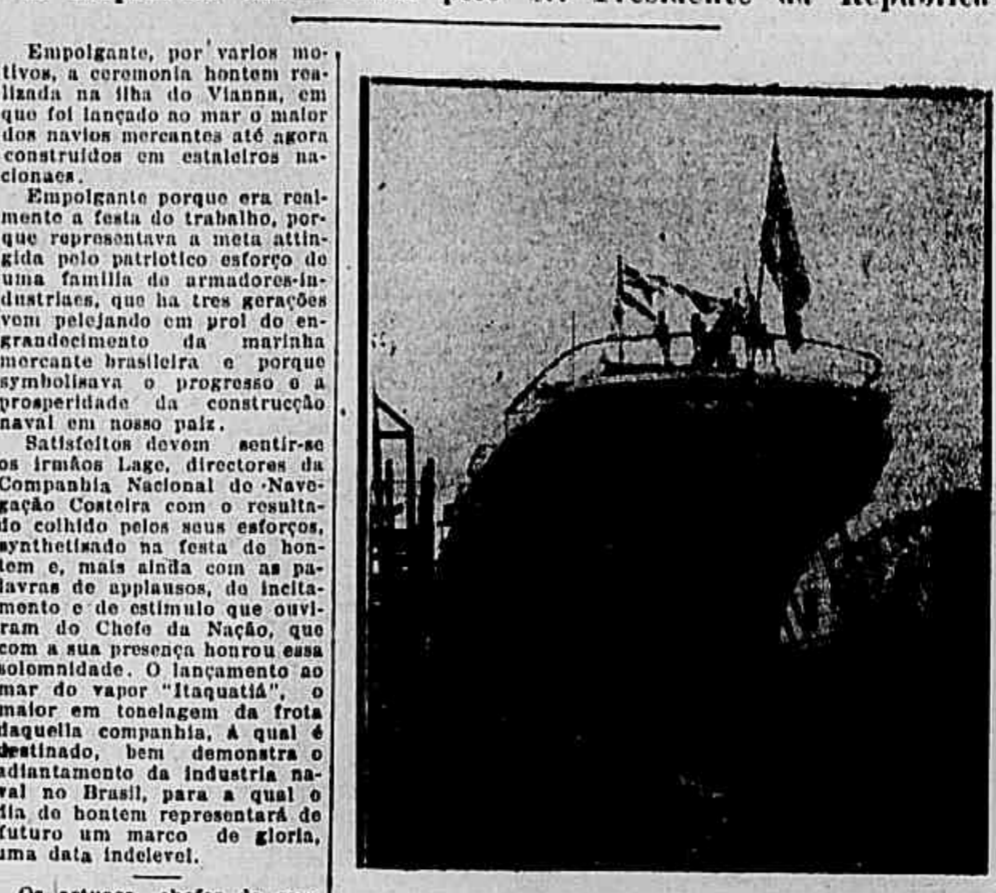 Presidente da Republica
Empolgante, por varios mo-
tivos, a ceremonia hontem rea-
lizada na ilha do Vianna, em
que foi lançado ao mar o maior
dos navios mercantes até agora
construidos em estaleiros na-
cionaes.
Empolgante porque era real-
mente a festa do trabalho, por-
que representava a meta attin-
gida pelo patriotico esforço de
uma familia de armadores-in-
dustriaes, que ha tres gerações
vem pelejando em prol do en-
grandecimento da marinha
mercante brasileira e porque
symbolisava o progresso e a
prosperidade da construcção
naval em nosso paiz.
Satisfeitos devem sentir-se
os irmãos Lage, directores da
Companhia Nacional de Nave-
gação Costeira com o resulta-
do colhido pelos seus esforços,
synthetisado na festa de hon-
tem e, mais ainda com as pa-
lavras de applausos, de incita-
mento e de estimulo que ouvi-
ram do Chefe da Nação, que
com a sua presença honrou essa
solemnidade. O lançamento ao
mar do vapor "Itaquatiá", o
maior em tonelagem da frota
daquella companhia, á qual é
destinado, bem demonstra o
adiantamento da industria na-
val no Brasil, para a qual o
dia de hontem representará de
futuro um marco de gloria,
uma data indelevel.